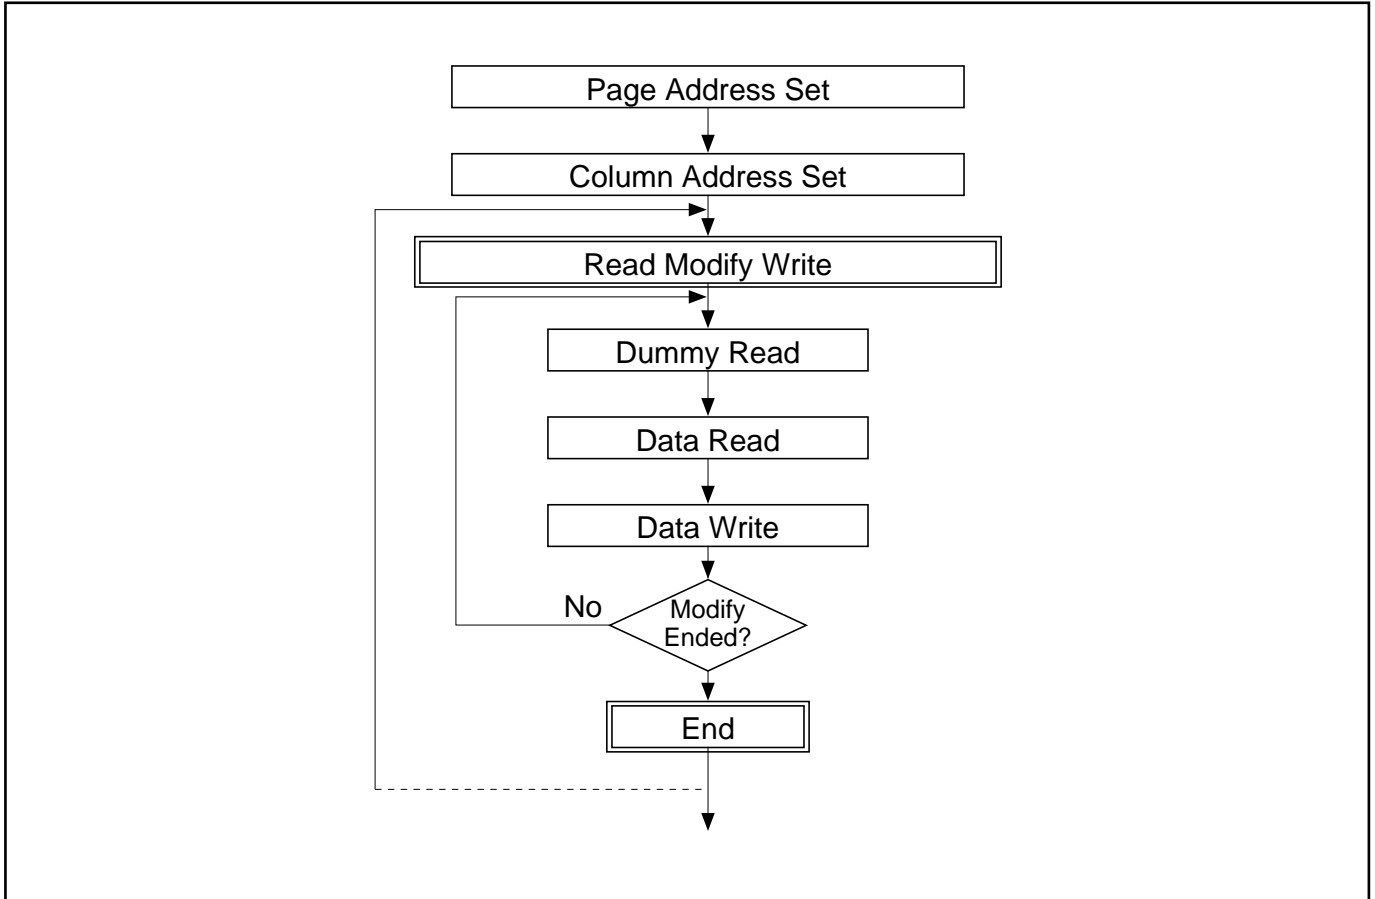 Page Address Set
Column Address Set
Read Modify Write
Dummy Read
Data Read
Data Write
No
Modify
Ended?
End